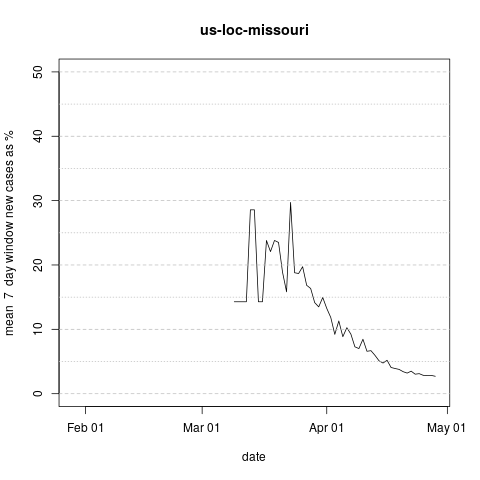 us-loc-missouri
mean  7  day window new cases as %
50
40
30
20
10
0
Feb 01
Mar 01
Apr 01
May 01
date